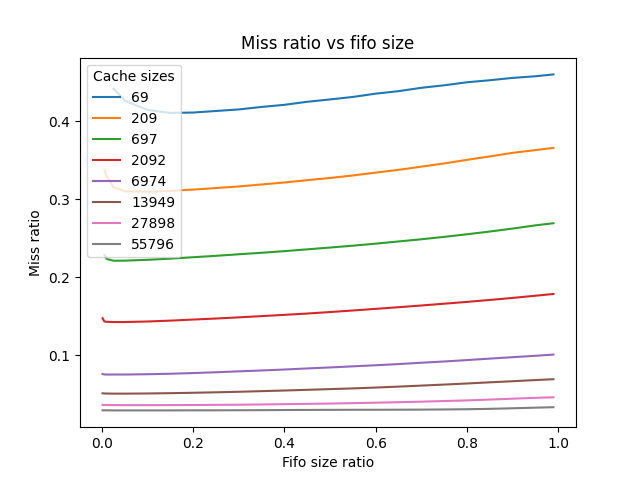 Miss ratio vs fifo size
Cache sizes
69
209
697
2092
6974
13949
27898
55796
0.4
0.3
0.2
0.1
Miss ratio
0.0 0.2 0.4 0.6 0.8 1.0
Fifo size ratio